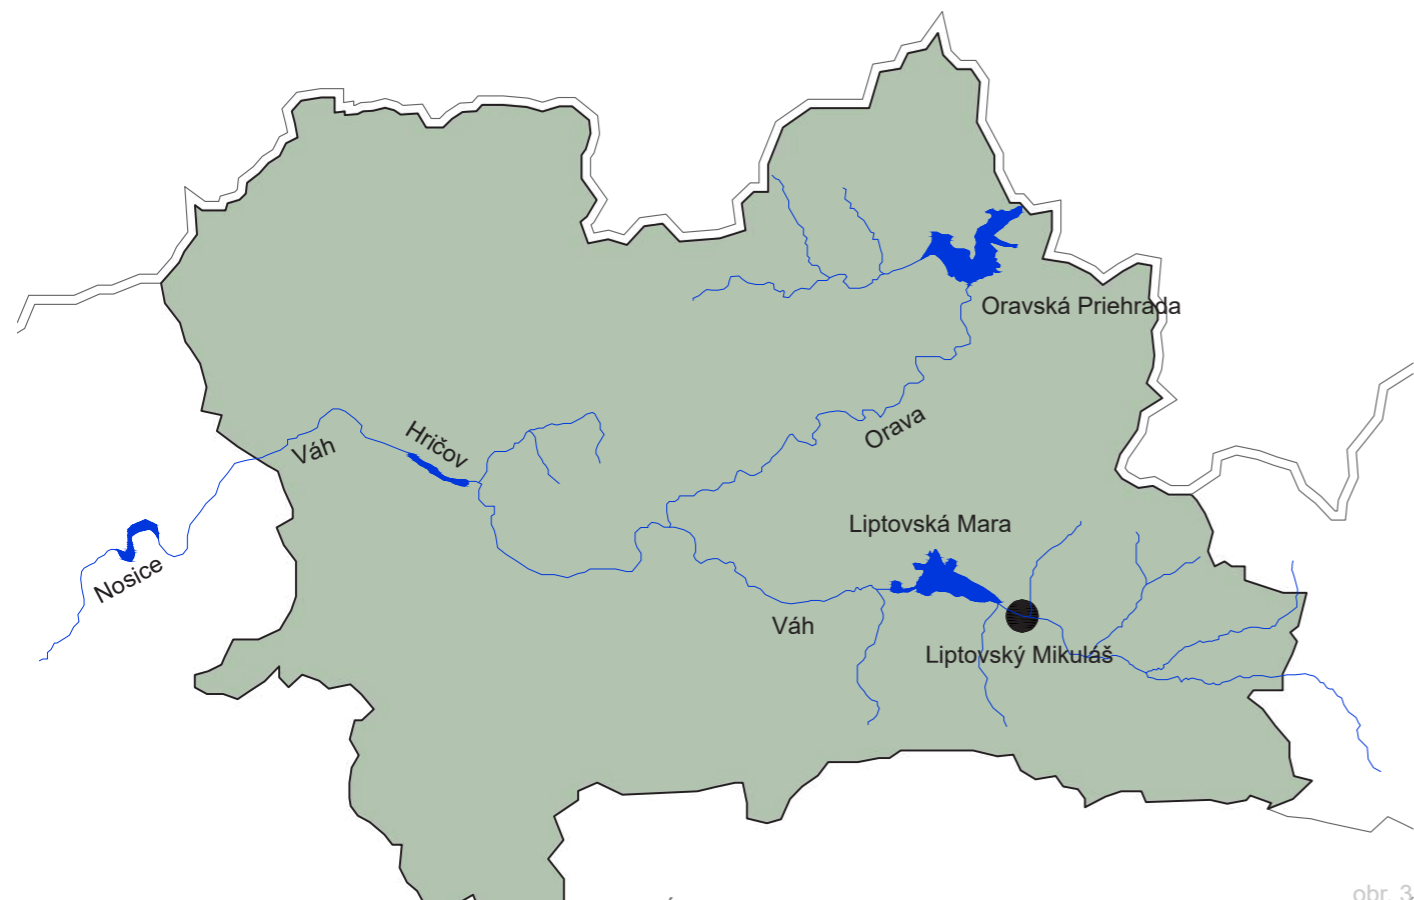 Oravská Priehrada
Orava
Hričov
Váh
Liptovská Mara
Nosice
Váh
Liptovský Mikuláš
obr. 3